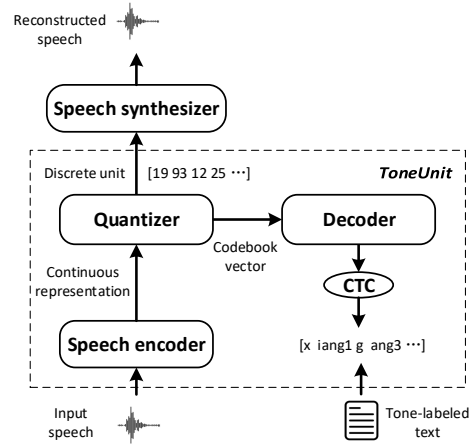 Reconstructed
speech
Speech synthesizer
Discrete unit
[19 93 12 25 ···]
ToneUnit
Quantizer
Decoder
Codebook
vector
Continuous
representation
CTC
Speech encoder
[x iang1 g ang3 ···]
Input
speech
Tone-labeled
text